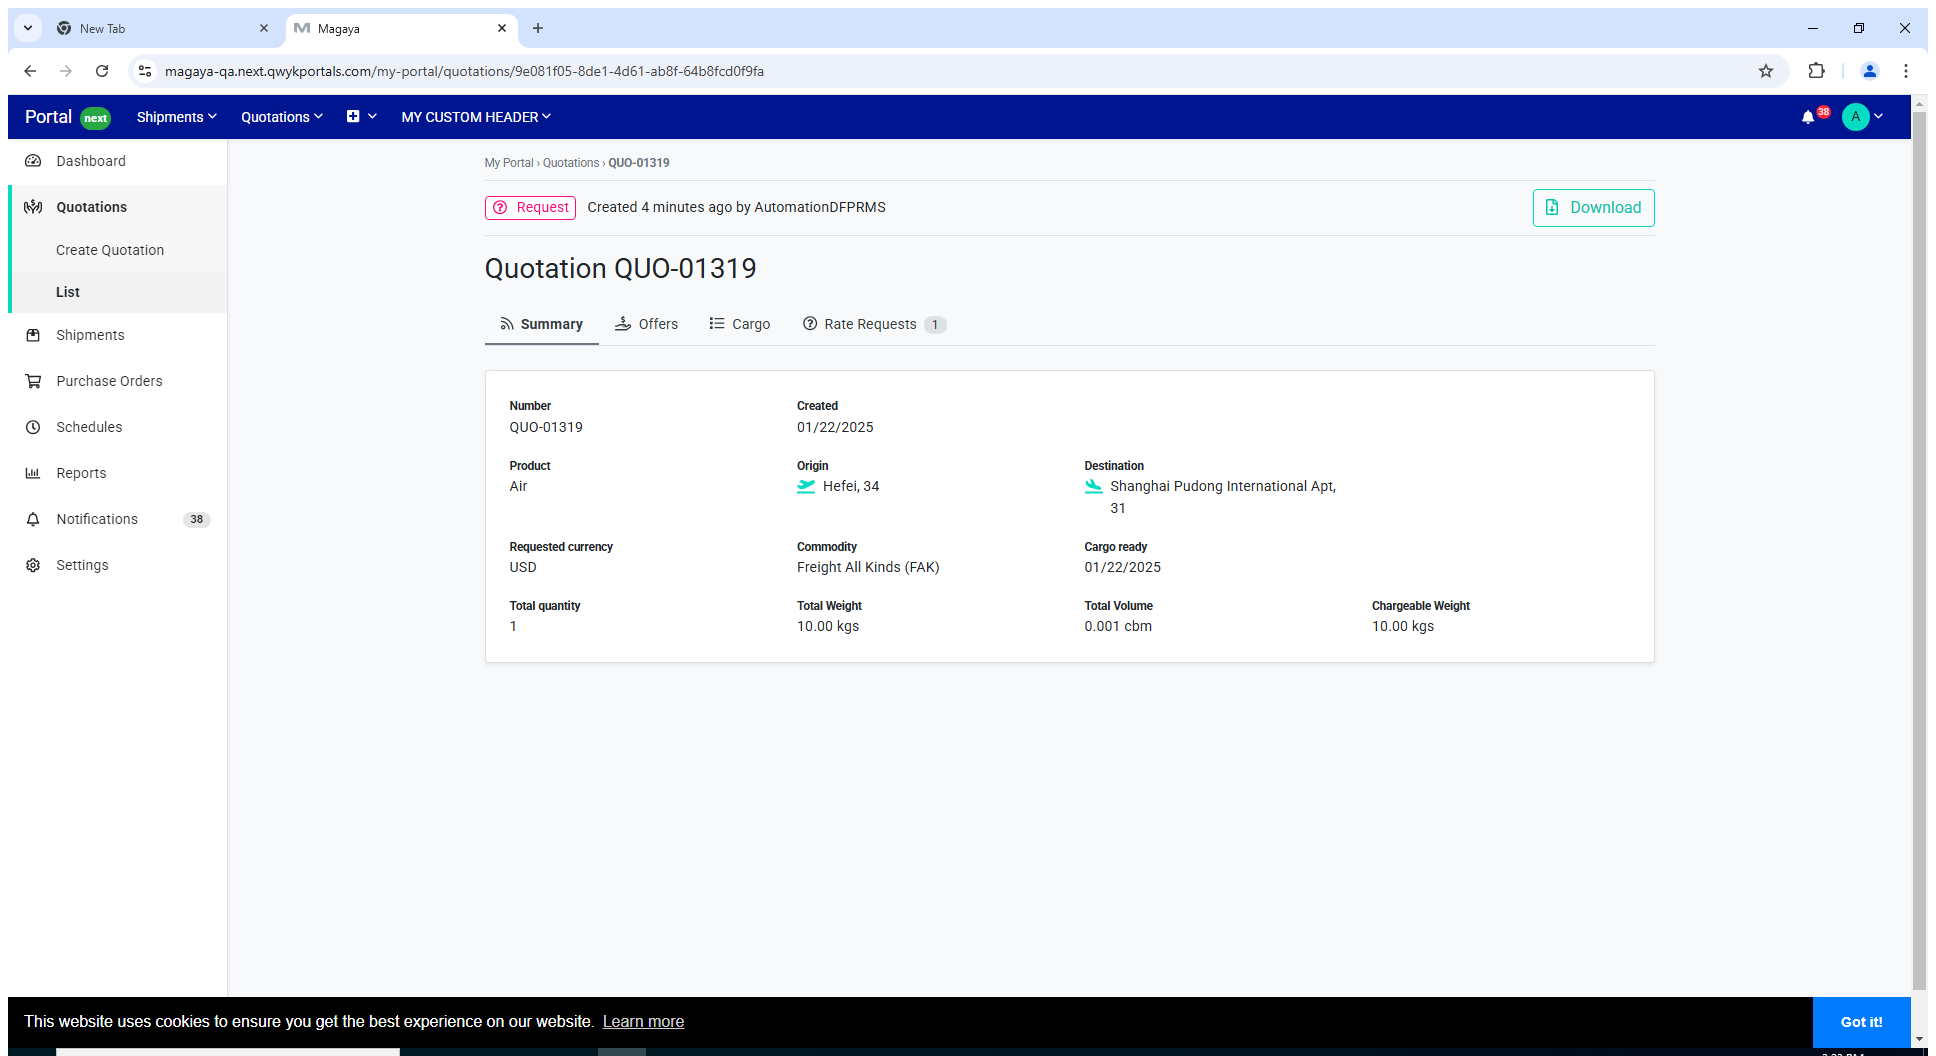 New Tab
Magaya
magaya-qa.next.qwykportals.com/my-portal/quotations/9e081f05-8de1-4d61-ab8f-64b8fcd0f9fa
Portal next Shipments Quotations MY CUSTOM HEADER 38 A
Dashboard
Quotations
Create Quotation
List
Shipments
Purchase Orders
Schedules
Reports
Notifications 38
Settings
My Portal › Quotations › QUO-01319
Request Created 4 minutes ago by AutomationDFPRMS Download
Quotation QUO-01319
Summary Offers Cargo Rate Requests 1
Number Created
QUO-01319 01/22/2025
Product Origin Destination
Air Hefei, 34 Shanghai Pudong International Apt,
31
Requested currency Commodity Cargo ready
USD Freight All Kinds (FAK) 01/22/2025
Total quantity Total Weight Total Volume Chargeable Weight
1 10.00 kgs 0.001 cbm 10.00 kgs
This website uses cookies to ensure you get the best experience on our website. Learn more Got it!